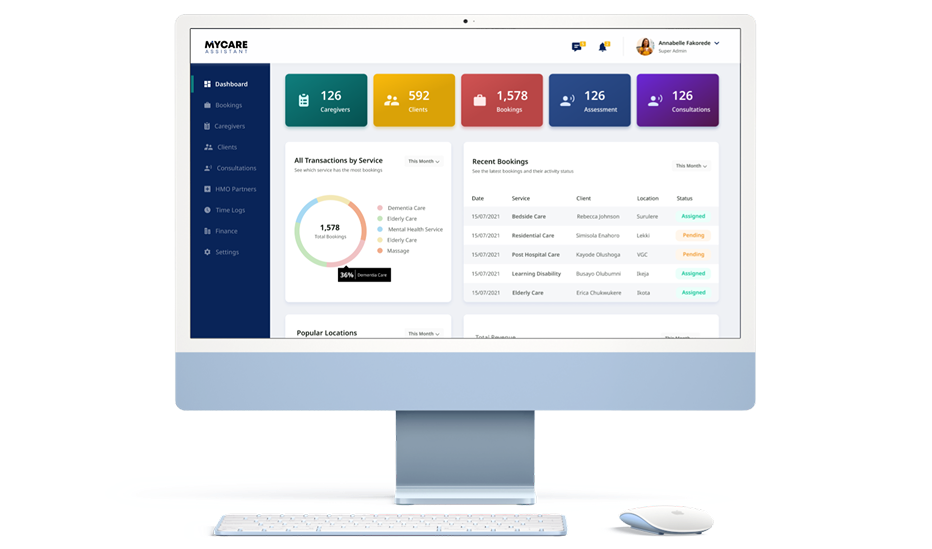 MYCARE
ASSISTANT
Annabelle Fakorede
Super Admin
Dashboard
Bookings
Caregivers
Clients
Consultations
HMO Partners
Time Logs
Finance
Settings
126
Caregivers
592
Clients
1,578
Bookings
126
Assessment
126
Consultations
All Transactions by Service
This Month
See which service has the most bookings
1,578
Total Bookings
Dementia Care
Elderly Care
Mental Health Service
Elderly Care
Massage
36% Dementia Care
Recent Bookings
This Month
See the latest bookings and their activity status
Date Service Client Location Status
15/07/2021 Bedside Care Rebecca Johnson Surulere Assigned
15/07/2021 Residential Care Simisola Enahoro Lekki Pending
15/07/2021 Post Hospital Care Kayode Olushoga VGC Pending
15/07/2021 Learning Disability Busayo Olubumni Ikeja Assigned
15/07/2021 Elderly Care Erica Chukwukere Ikota Assigned
Popular Locations
This Month
Total Revenue
This Month